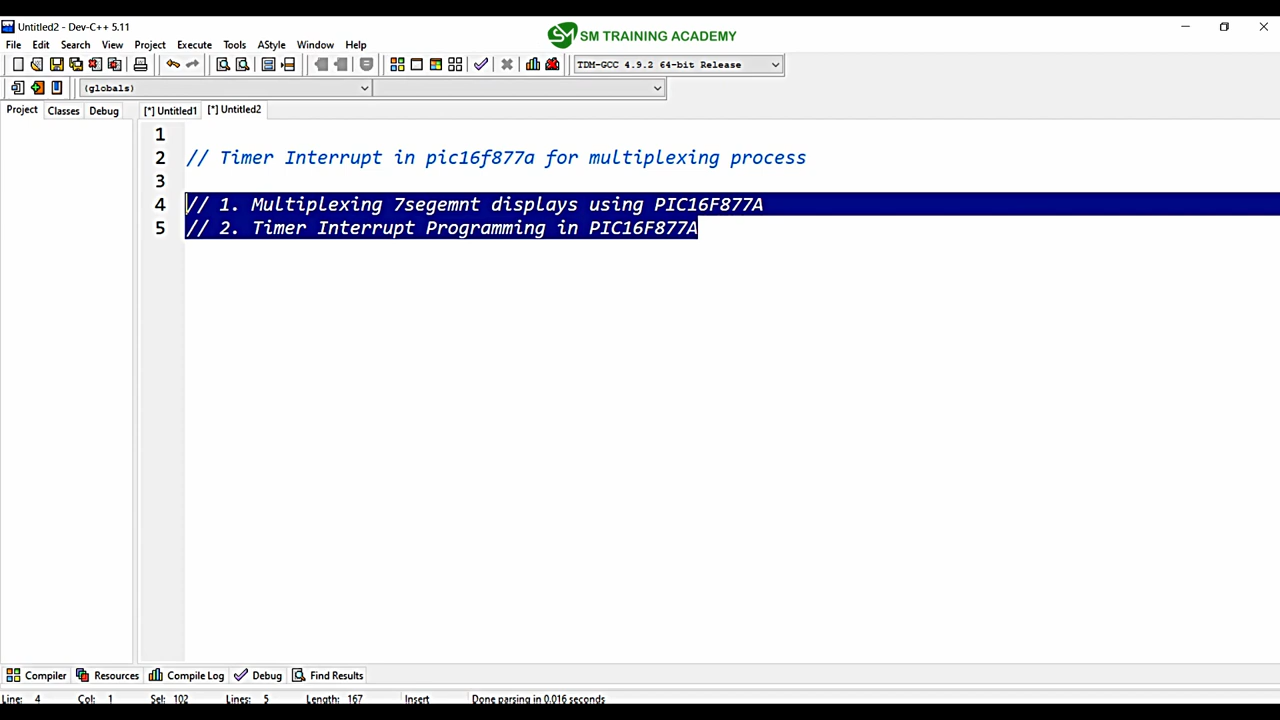 Untitled2 - Dev-C++ 5.11
SM TRAINING ACADEMY
File Edit Search View Project Execute Tools AStyle Window Help
TDM-GCC 4.9.2 64-bit Release
(globals)
Project Classes Debug [*] Untitled1 [*] Untitled2
1
2 // Timer Interrupt in pic16f877a for multiplexing process
3
4 // 1. Multiplexing 7segemnt displays using PIC16F877A
5 // 2. Timer Interrupt Programming in PIC16F877A
Compiler Resources Compile Log Debug Find Results
Line: 4 Col: 1 Sel: 102 Lines: 5 Length: 167 Insert Done parsing in 0.016 seconds